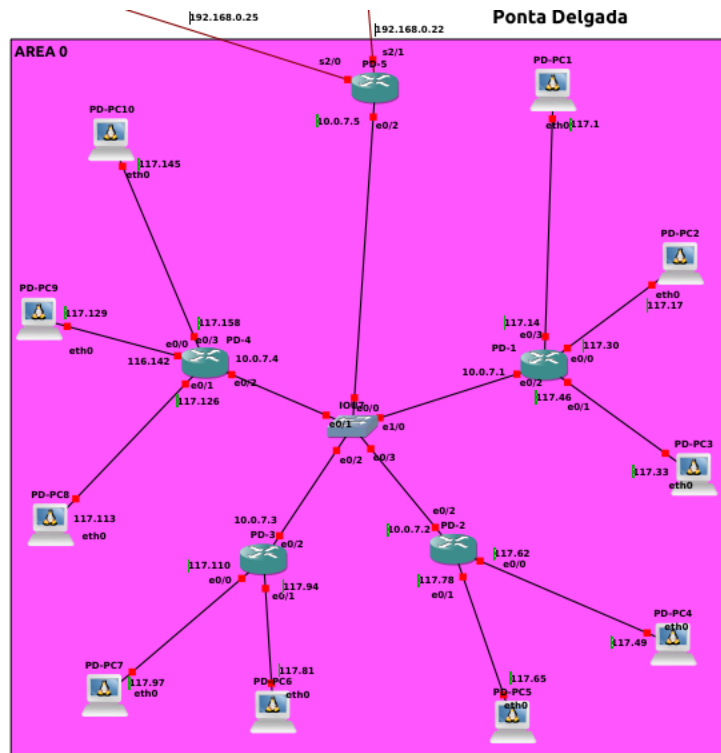 192.168.0.25
Ponta Delgada
192.168.0.22
AREA 0
s2/1
s2/0
PD-5
PD-PC1
10.0.7.5
e0/2
eth0
117.1
PD-PC10
117.145
eth0
PD-PC2
eth0
117.17
PD-PC9
117.129
eth0
117.158
e0/0
e0/3
PD-4
116.142
10.0.7.4
e0/1
e0/2
117.126
117.14
e0/3
117.30
PD-1
e0/0
10.0.7.1
e0/2
117.46
e0/1
e0/0
e0/1
e1/0
e0/2
e0/3
PD-PC3
117.33
eth0
PD-PC8
117.113
eth0
10.0.7.3
PD-3
e0/2
117.110
e0/0
117.94
e0/1
e0/2
10.0.7.2
PD-2
117.62
e0/0
117.78
e0/1
PD-PC4
eth0
117.49
PD-PC7
117.97
eth0
117.81
PD-PC6
eth0
117.65
PD-PC5
eth0